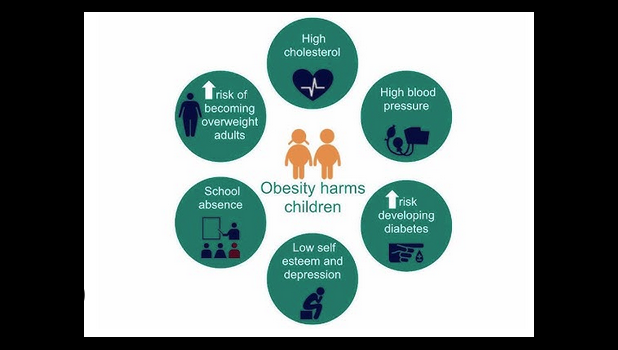 High
cholesterol
High blood
pressure
risk
developing
diabetes
Low self
esteem and
depression
School
absence
risk of
becoming
overweight
adults
Obesity harms
children